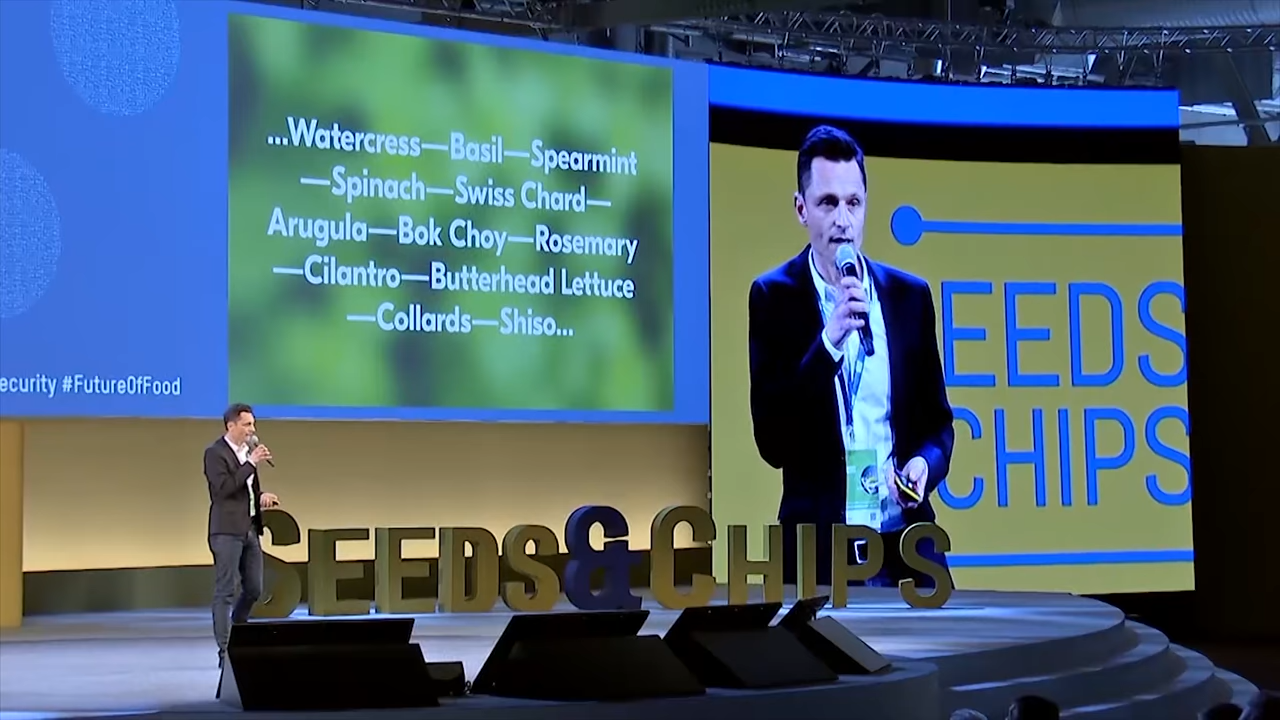 ...Watercress—Basil—Spearmint
—Spinach—Swiss Chard—
Arugula—Bok Choy—Rosemary
—Cilantro—Butterhead Lettuce
—Collards—Shiso...
ecurity #FutureOfFood
EEDS
CHIPS
SEEDS&CHIPS